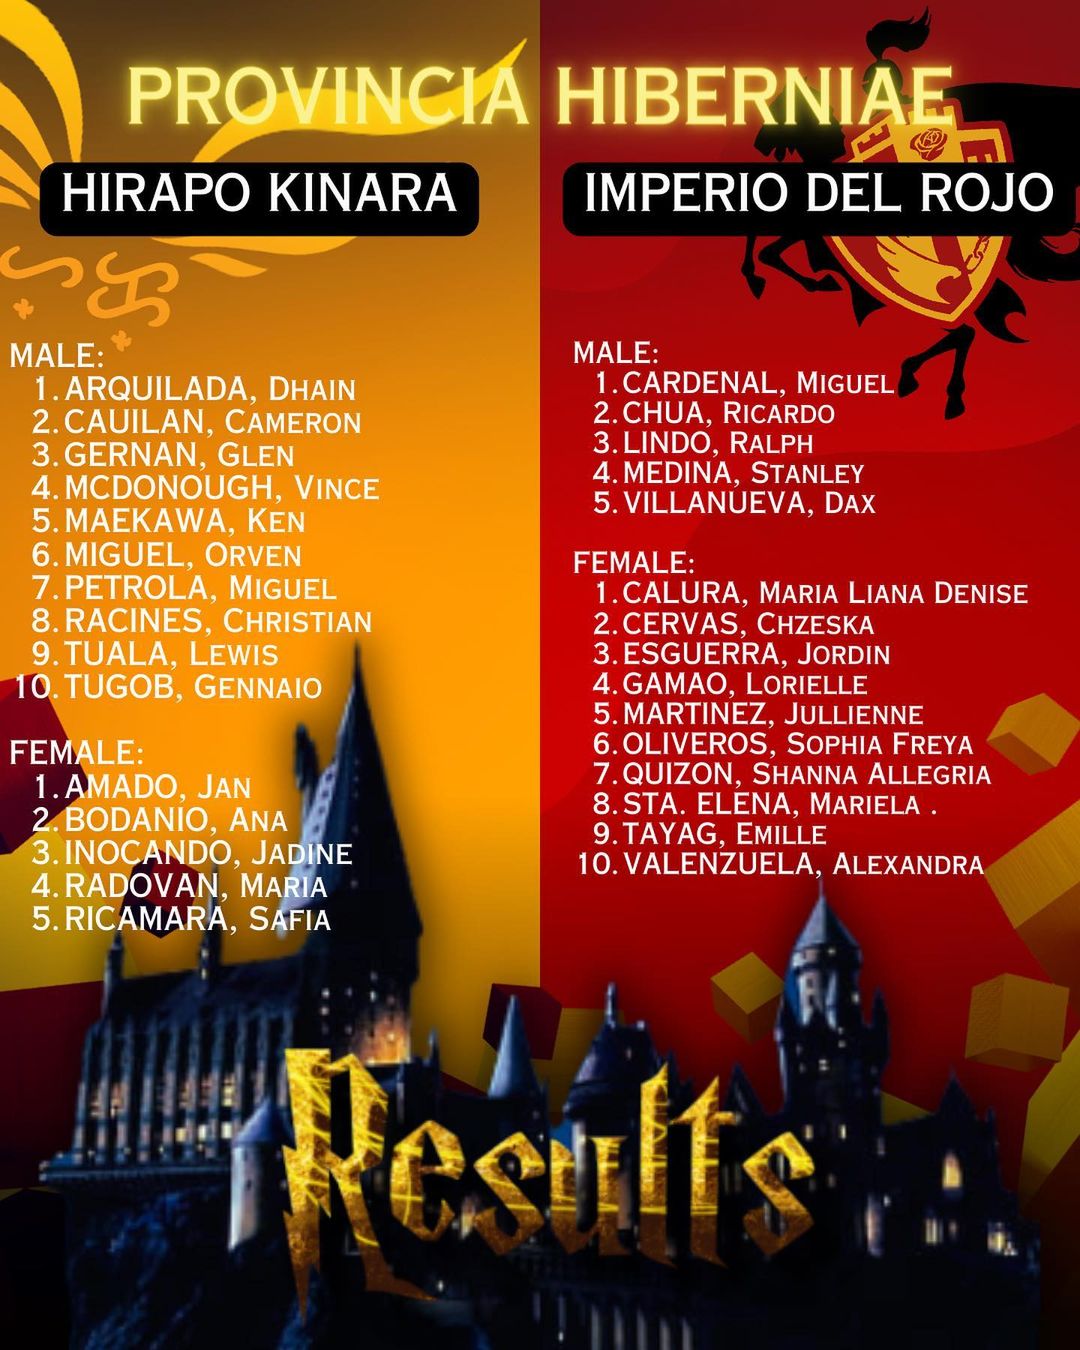 PROVINCIA HIBERNIAE
HIRAPO KINARA
MALE:
1. ARQUILADA, Dhain
2. CAUILAN, Cameron
3. GERNAN, Glen
4. MCDONOUGH, Vince
5. MAEKAWA, Ken
6. MIGUEL, Orven
7. PETROLA, Miguel
8. RACINES, Christian
9. TUALA, Lewis
10. TUGOB, Gennaio
FEMALE:
1. AMADO, Jan
2. BODANIO, Ana
3. INOCANDO, Jadine
4. RADOVAN, Maria
5. RICAMARA, Safia
IMPERIO DEL ROJO
MALE:
1. CARDENAL, Miguel
2. CHUA, Ricardo
3. LINDO, Ralph
4. MEDINA, Stanley
5. VILLANUEVA, Dax
FEMALE:
1. CALURA, Maria Liana Denise
2. CERVAS, Chzeska
3. ESGUERRA, Jordin
4. GAMAO, Lorielle
5. MARTINEZ, Jullienne
6. OLIVEROS, Sophia Freya
7. QUIZON, Shanna Allegria
8. STA. ELENA, Mariela .
9. TAYAG, Emille
10. VALENZUELA, Alexandra
Results